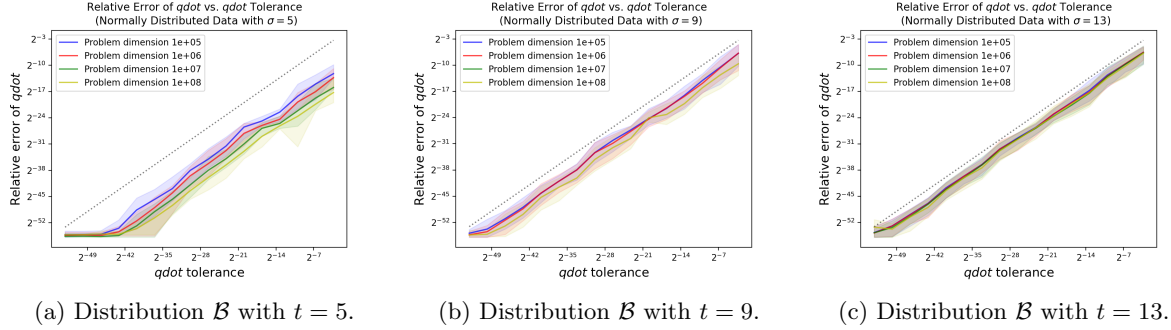 Relative Error of qdot vs. qdot Tolerance
(Normally Distributed Data with σ = 5)
Problem dimension 1e+05
Problem dimension 1e+06
Problem dimension 1e+07
Problem dimension 1e+08
Relative error of qdot
2⁻³
2⁻¹⁰
2⁻¹⁷
2⁻²⁴
2⁻³¹
2⁻³⁸
2⁻⁴⁵
2⁻⁵²
2⁻⁴⁹ 2⁻⁴² 2⁻³⁵ 2⁻²⁸ 2⁻²¹ 2⁻¹⁴ 2⁻⁷
qdot tolerance
(a) Distribution ℬ with t = 5.
Relative Error of qdot vs. qdot Tolerance
(Normally Distributed Data with σ = 9)
Problem dimension 1e+05
Problem dimension 1e+06
Problem dimension 1e+07
Problem dimension 1e+08
Relative error of qdot
2⁻³
2⁻¹⁰
2⁻¹⁷
2⁻²⁴
2⁻³¹
2⁻³⁸
2⁻⁴⁵
2⁻⁵²
2⁻⁴⁹ 2⁻⁴² 2⁻³⁵ 2⁻²⁸ 2⁻²¹ 2⁻¹⁴ 2⁻⁷
qdot tolerance
(b) Distribution ℬ with t = 9.
Relative Error of qdot vs. qdot Tolerance
(Normally Distributed Data with σ = 13)
Problem dimension 1e+05
Problem dimension 1e+06
Problem dimension 1e+07
Problem dimension 1e+08
Relative error of qdot
2⁻³
2⁻¹⁰
2⁻¹⁷
2⁻²⁴
2⁻³¹
2⁻³⁸
2⁻⁴⁵
2⁻⁵²
2⁻⁴⁹ 2⁻⁴² 2⁻³⁵ 2⁻²⁸ 2⁻²¹ 2⁻¹⁴ 2⁻⁷
qdot tolerance
(c) Distribution ℬ with t = 13.